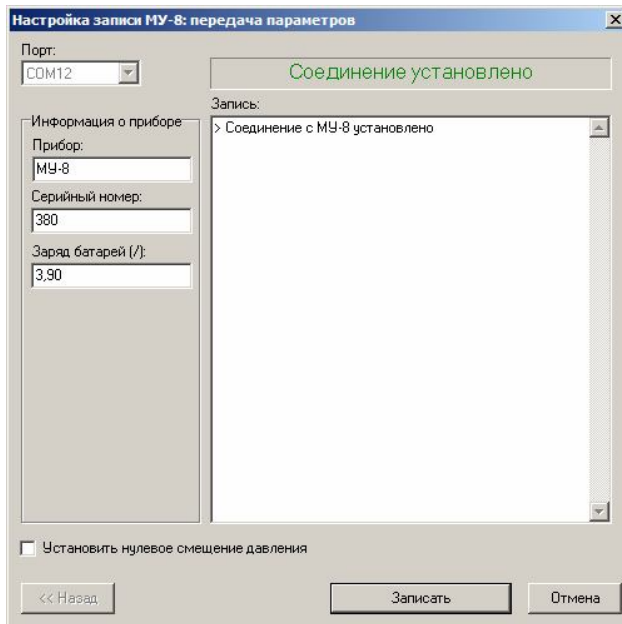 Настройка записи МУ-8: передача параметров
Порт:
COM12
Соединение установлено
Информация о приборе
Прибор:
МУ-8
Серийный номер:
380
Заряд батарей (/):
3,90
Запись:
> Соединение с МУ-8 установлено
Установить нулевое смещение давления
<< Назад
Записать
Отмена